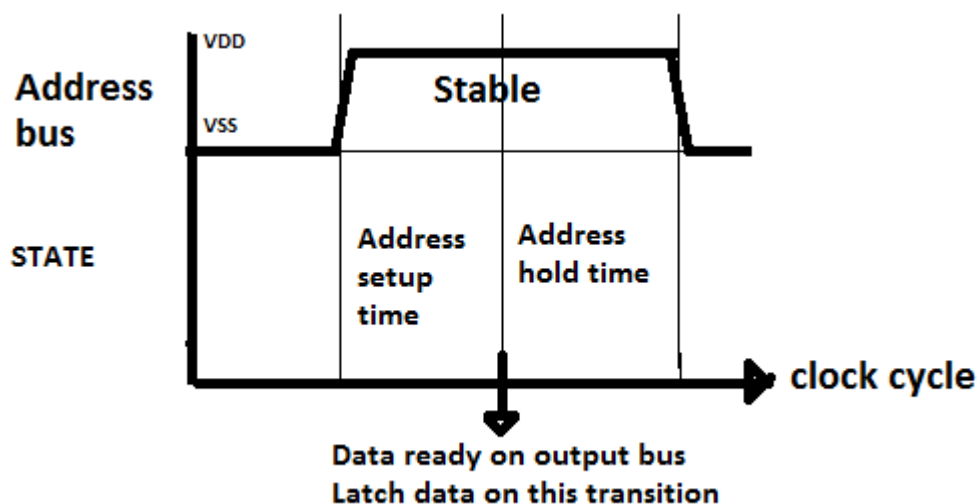 VDD
Address
bus
Stable
VSS
STATE
Address
setup
time
Address
hold time
clock cycle
Data ready on output bus
Latch data on this transition